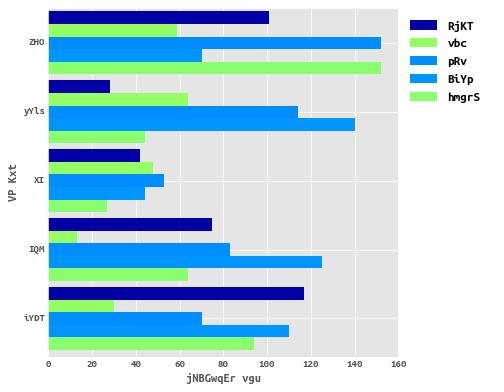 RjKT
vbc
pRv
BiYp
hmgrS
ZHO
yYls
XI
IQM
iYDT
VP Kxt
0 20 40 60 80 100 120 140 160
jNBGwqEr vgu